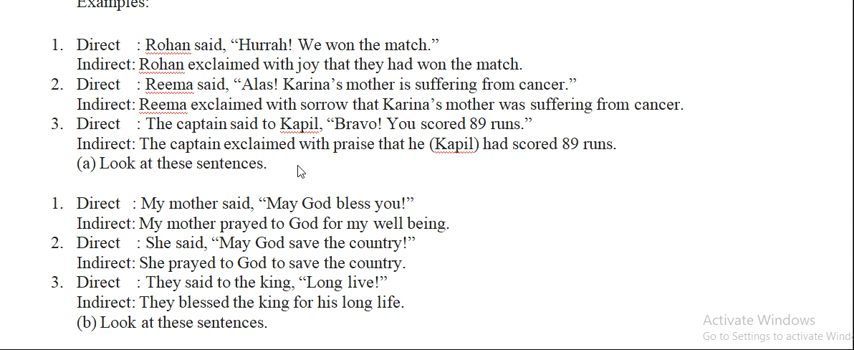 Examples:
1. Direct : Rohan said, “Hurrah! We won the match.”
Indirect: Rohan exclaimed with joy that they had won the match.
2. Direct : Reema said, “Alas! Karina’s mother is suffering from cancer.”
Indirect: Reema exclaimed with sorrow that Karina’s mother was suffering from cancer.
3. Direct : The captain said to Kapil, “Bravo! You scored 89 runs.”
Indirect: The captain exclaimed with praise that he (Kapil) had scored 89 runs.
(a) Look at these sentences.
1. Direct : My mother said, “May God bless you!”
Indirect: My mother prayed to God for my well being.
2. Direct : She said, “May God save the country!”
Indirect: She prayed to God to save the country.
3. Direct : They said to the king, “Long live!”
Indirect: They blessed the king for his long life.
(b) Look at these sentences.
Activate Windows
Go to Settings to activate Wind